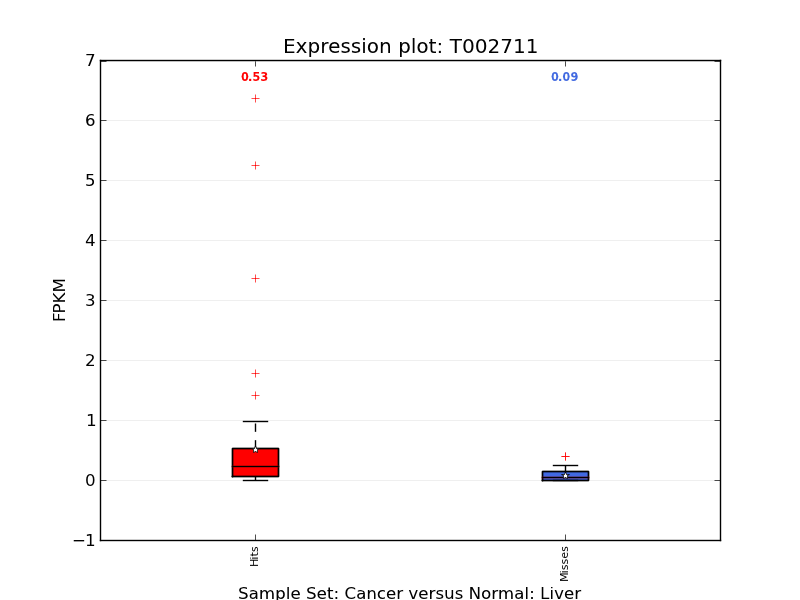 Expression plot: T002711
7
0.53
0.09
6
5
4
3
FPKM
2
1
0
−1
Hits
Misses
Sample Set: Cancer versus Normal: Liver